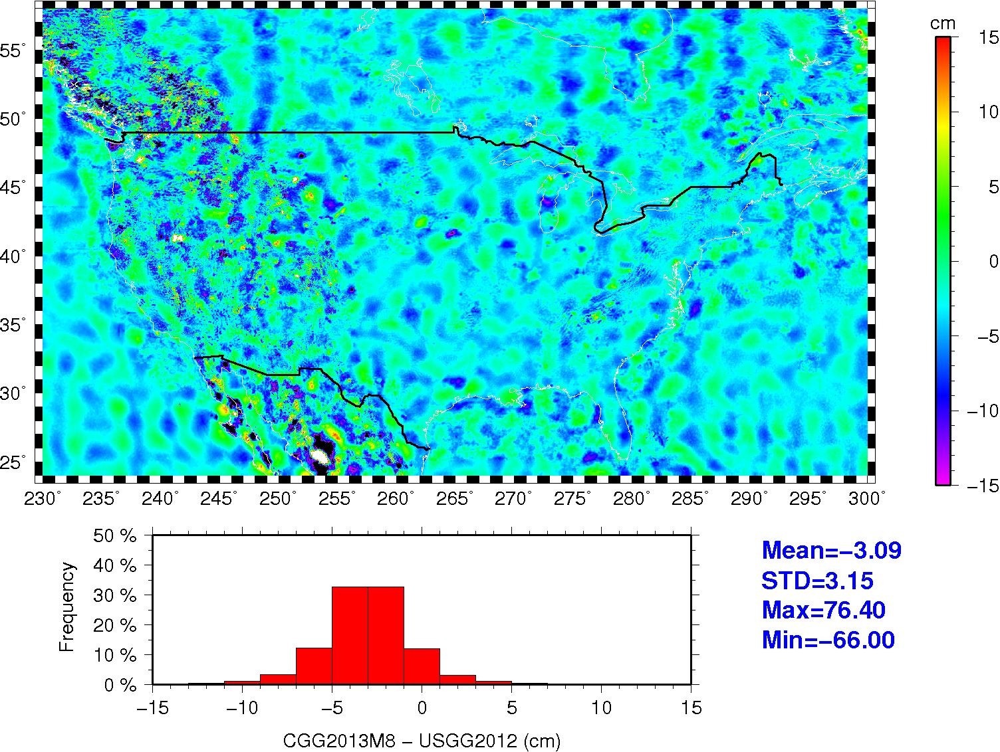 cm
15
10
5
0
−5
−10
−15
55°
50°
45°
40°
35°
30°
25°
230° 235° 240° 245° 250° 255° 260° 265° 270° 275° 280° 285° 290° 295° 300°
50 %
40 %
30 %
20 %
10 %
0 %
Frequency
−15 −10 −5 0 5 10 15
CGG2013M8 − USGG2012 (cm)
Mean=−3.09
STD=3.15
Max=76.40
Min=−66.00